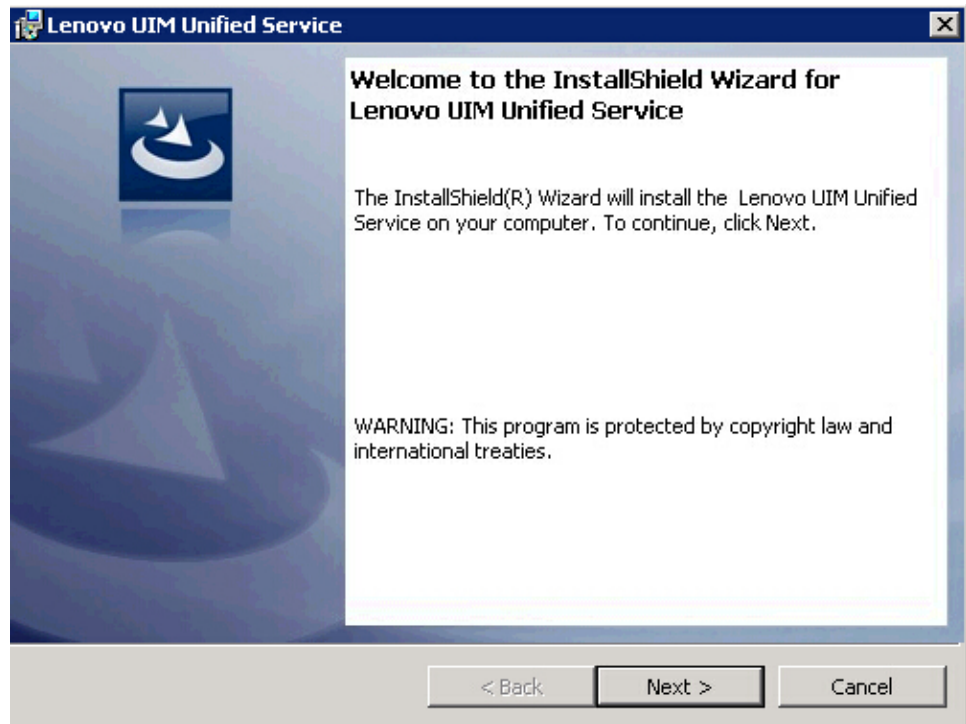 Lenovo UIM Unified Service
Welcome to the InstallShield Wizard for
Lenovo UIM Unified Service
The InstallShield(R) Wizard will install the Lenovo UIM Unified
Service on your computer. To continue, click Next.
WARNING: This program is protected by copyright law and
international treaties.
< Back
Next >
Cancel